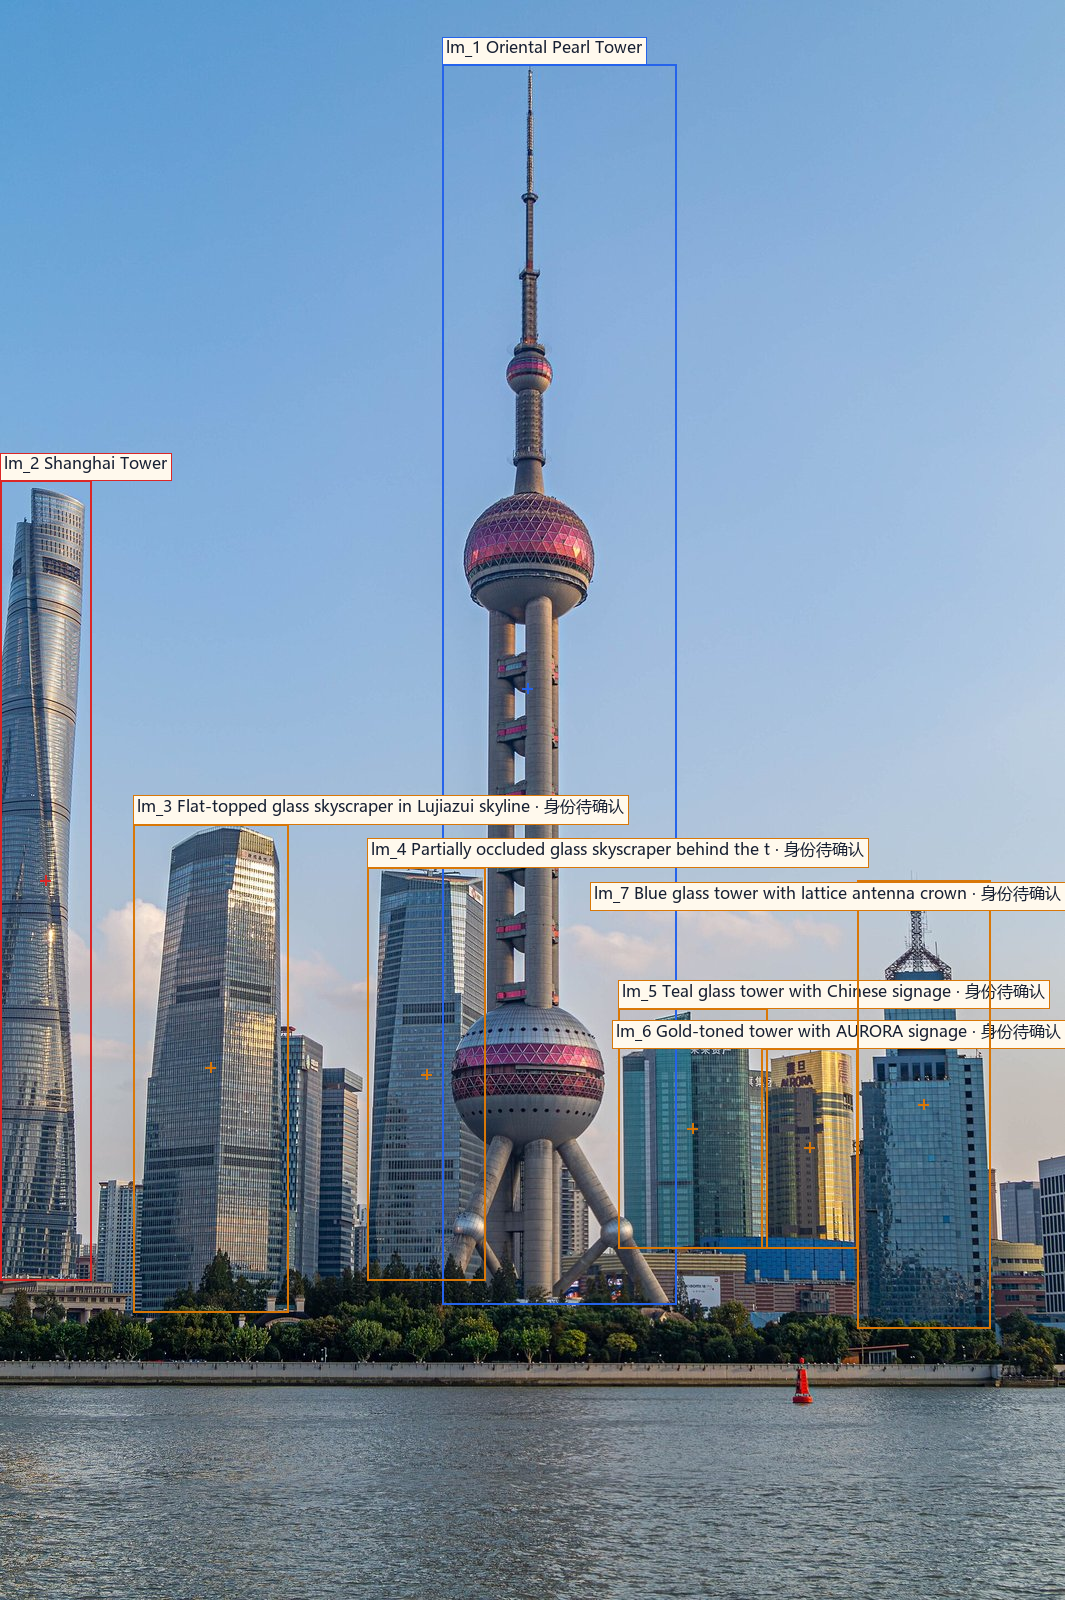 lm_1 Oriental Pearl Tower
lm_2 Shanghai Tower
lm_3 Flat-topped glass skyscraper in Lujiazui skyline · 身份待确认
lm_4 Partially occluded glass skyscraper behind the t · 身份待确认
lm_7 Blue glass tower with lattice antenna crown · 身份待确认
lm_5 Teal glass tower with Chinese signage · 身份待确认
lm_6 Gold-toned tower with AURORA signage · 身份待确认
震旦
AURORA